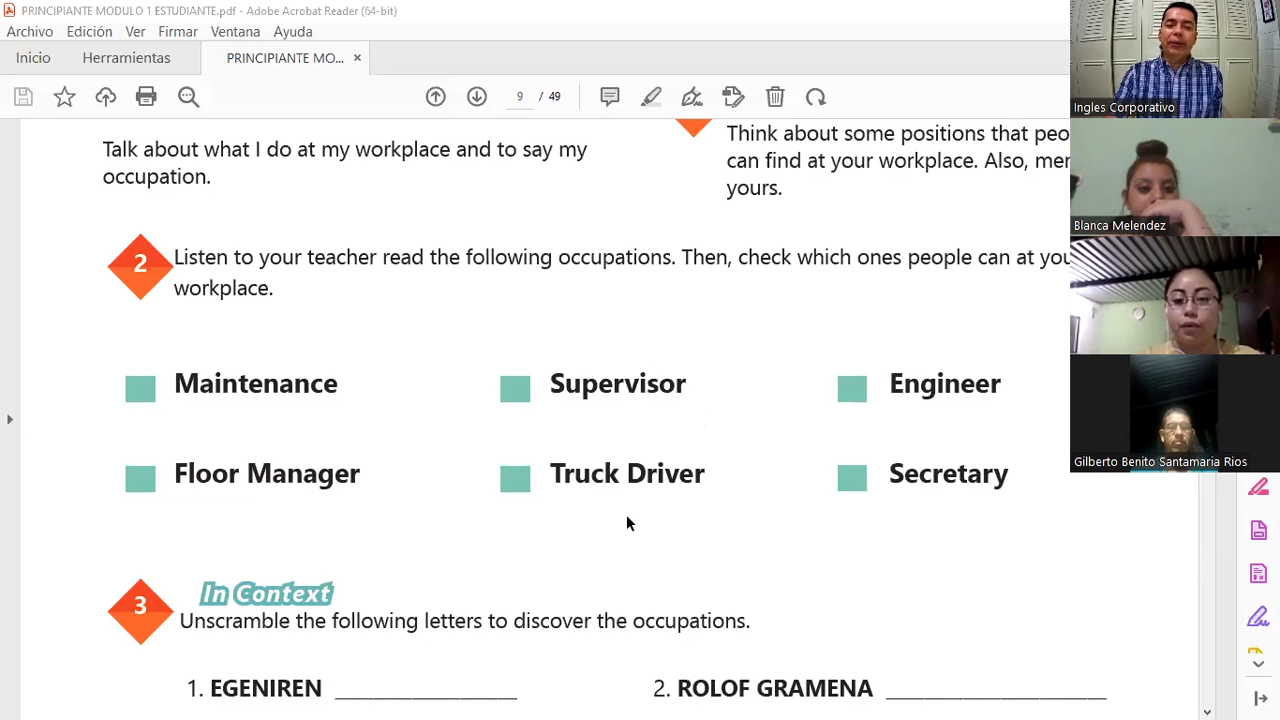 PRINCIPIANTE MODULO 1 ESTUDIANTE.pdf - Adobe Acrobat Reader (64-bit)
Archivo Edición Ver Firmar Ventana Ayuda
Inicio Herramientas PRINCIPIANTE MO... ×
9 / 49
Talk about what I do at my workplace and to say my
occupation.
Think about some positions that peo
can find at your workplace. Also, mer
yours.
2 Listen to your teacher read the following occupations. Then, check which ones people can at you
workplace.
Maintenance Supervisor Engineer
Floor Manager Truck Driver Secretary
In Context
3 Unscramble the following letters to discover the occupations.
1. EGENIREN ______________ 2. ROLOF GRAMENA _________________
Ingles Corporativo
Blanca Melendez
Gilberto Benito Santamaria Rios